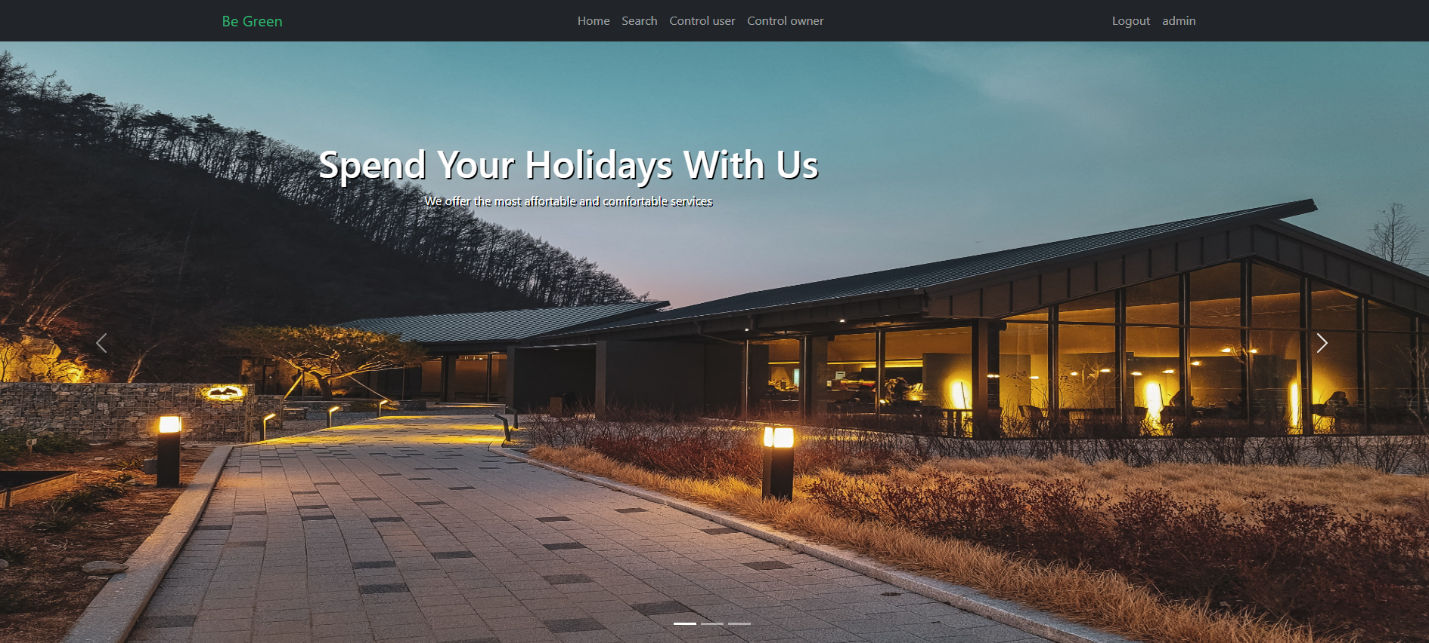 Be Green
Home Search Control user Control owner
Logout admin
Spend Your Holidays With Us
We offer the most affortable and comfortable services